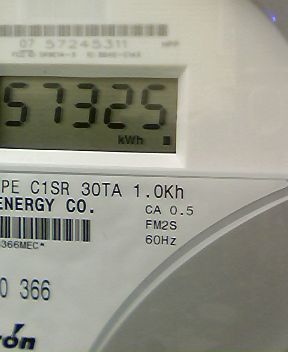 07 57245311
57325
kWh
PE C1SR 30TA 1.0Kh
ENERGY CO.
CA 0.5
FM2S
366MEC*
60Hz
0 366
rón